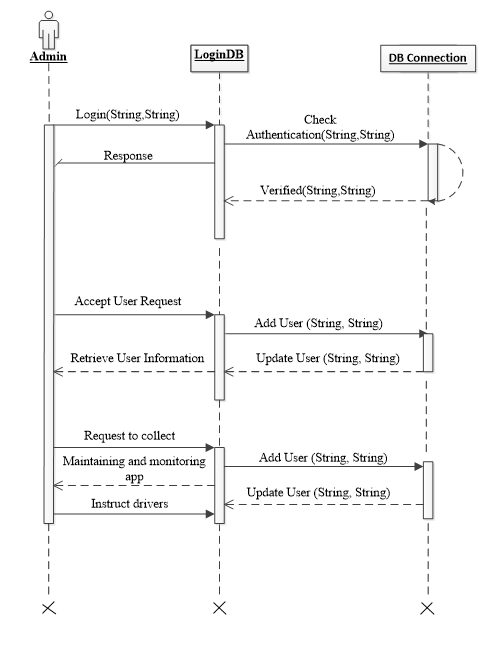 Admin
LoginDB
DB Connection
Login(String,String)
Check
Authentication(String,String)
Response
Verified(String,String)
Accept User Request
Add User (String, String)
Retrieve User Information
Update User (String, String)
Request to collect
Add User (String, String)
Maintaining and monitoring
app
Update User (String, String)
Instruct drivers